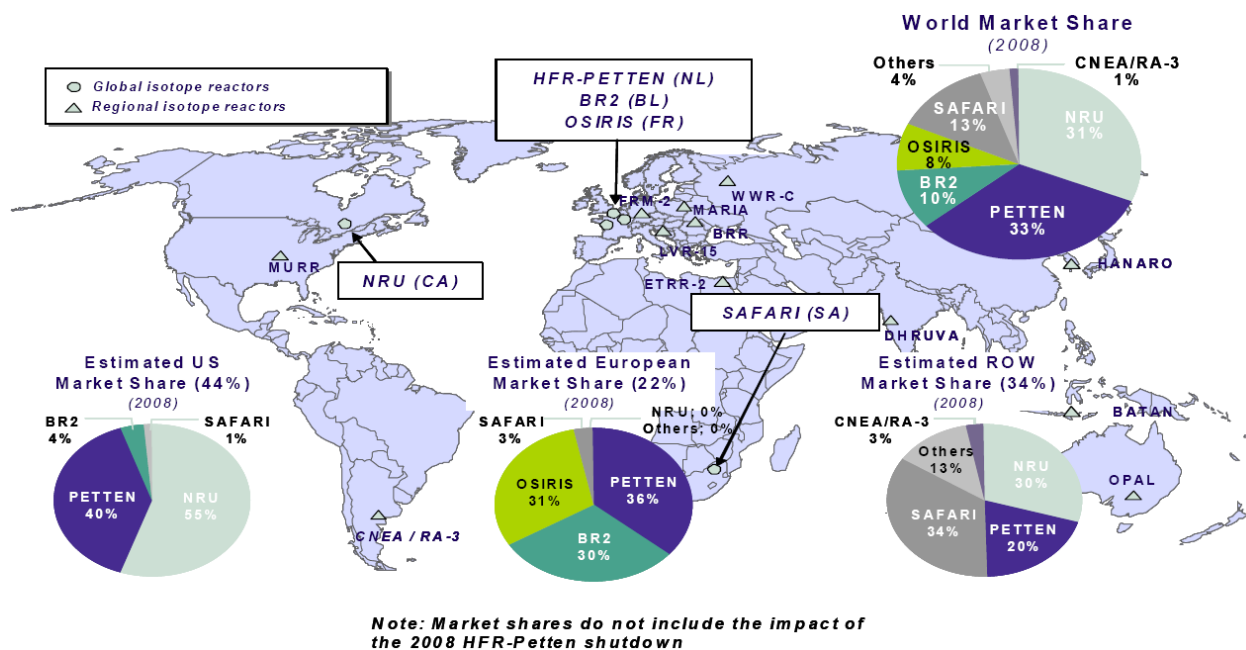 World Market Share
(2008)
Others
4%
CNEA/RA-3
1%
SAFARI
13%
NRU
31%
OSIRIS
8%
BR2
10%
PETTEN
33%
Global isotope reactors
Regional isotope reactors
HFR-PETTEN (NL)
BR2 (BL)
OSIRIS (FR)
FRM-2
WWR-C
MARIA
BRR
LVR-15
MURR
NRU (CA)
ETRR-2
SAFARI (SA)
HANARO
DHRUVA
Estimated US
Market Share (44%)
(2008)
BR2
4%
SAFARI
1%
PETTEN
40%
NRU
55%
CNEA / RA-3
Estimated European
Market Share (22%)
(2008)
SAFARI
3%
NRU; 0%
Others; 0%
OSIRIS
31%
PETTEN
36%
BR2
30%
Estimated ROW
Market Share (34%)
(2008)
CNEA/RA-3
3%
Others
13%
NRU
30%
SAFARI
34%
PETTEN
20%
BATAN
OPAL
Note: Market shares do not include the impact of
the 2008 HFR-Petten shutdown